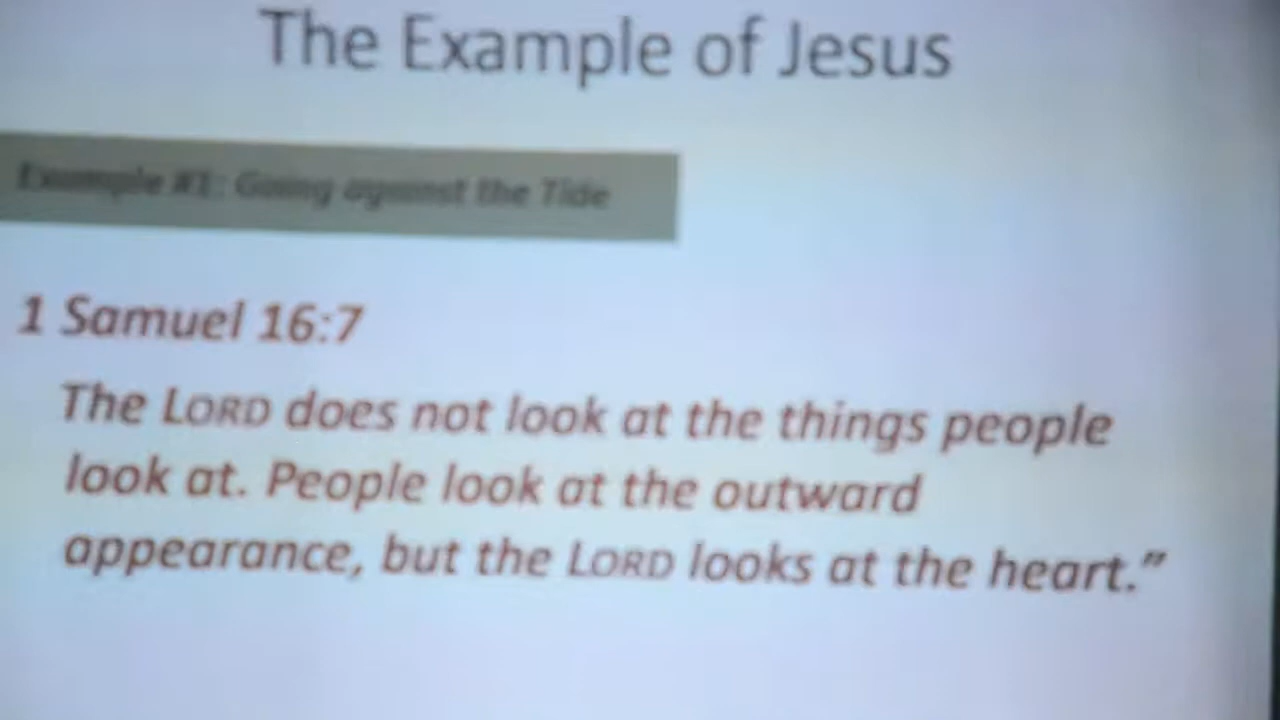 The Example of Jesus
Example #1: Going against the Tide
1 Samuel 16:7
The LORD does not look at the things people
look at. People look at the outward
appearance, but the LORD looks at the heart.”